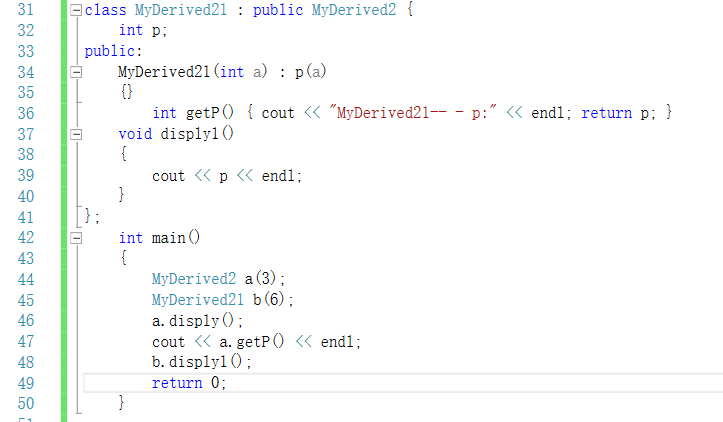 31 class MyDerived21 : public MyDerived2 {
32 int p;
33 public:
34 MyDerived21(int a) : p(a)
35 {}
36 int getP() { cout << "MyDerived21-- - p:" << endl; return p; }
37 void disply1()
38 {
39 cout << p << endl;
40 }
41 };
42 int main()
43 {
44 MyDerived2 a(3);
45 MyDerived21 b(6);
46 a.disply();
47 cout << a.getP() << endl;
48 b.disply1();
49 return 0;
50 }